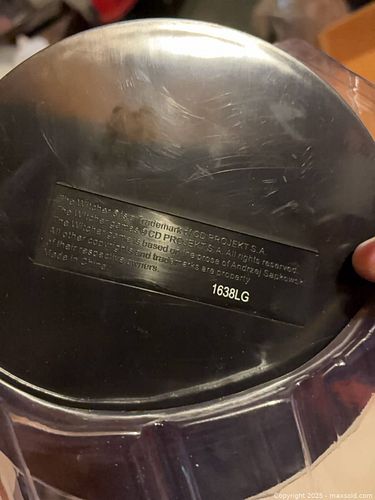 The Witcher 3 is a Trademark of CD PROJEKT S.A.
The Witcher Game © CD PROJEKT S.A. All rights reserved.
The Witcher Game is based on the prose of Andrzej Sapkowski.
All other copyrights and trademarks are property
of their respective owners.
Made in China.
1638LG
Copyright 2025 - maxsold.com